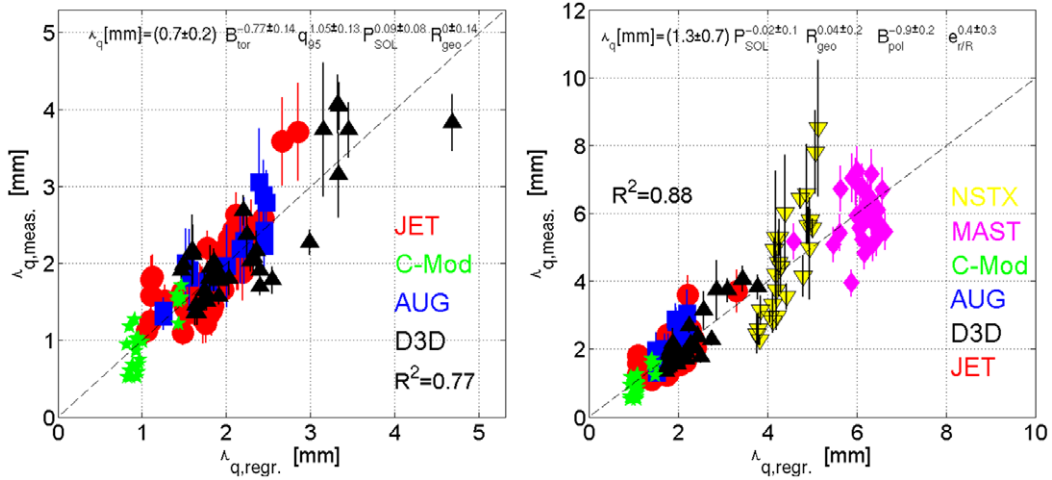 λq[mm]=(0.7±0.2) Btor^-0.77±0.14 q95^1.05±0.13 PSOL^0.09±0.08 Rgeo^0±0.14
5
4
3
2
1
0
λq,meas. [mm]
JET
C-Mod
AUG
D3D
R²=0.77
0 1 2 3 4 5
λq,regr. [mm]
λq[mm]=(1.3±0.7) PSOL^-0.02±0.1 Rgeo^0.04±0.2 Bpol^-0.9±0.2 er/R^0.4±0.3
12
10
8
6
4
2
0
λq,meas. [mm]
R²=0.88
NSTX
MAST
C-Mod
AUG
D3D
JET
0 2 4 6 8 10
λq,regr. [mm]